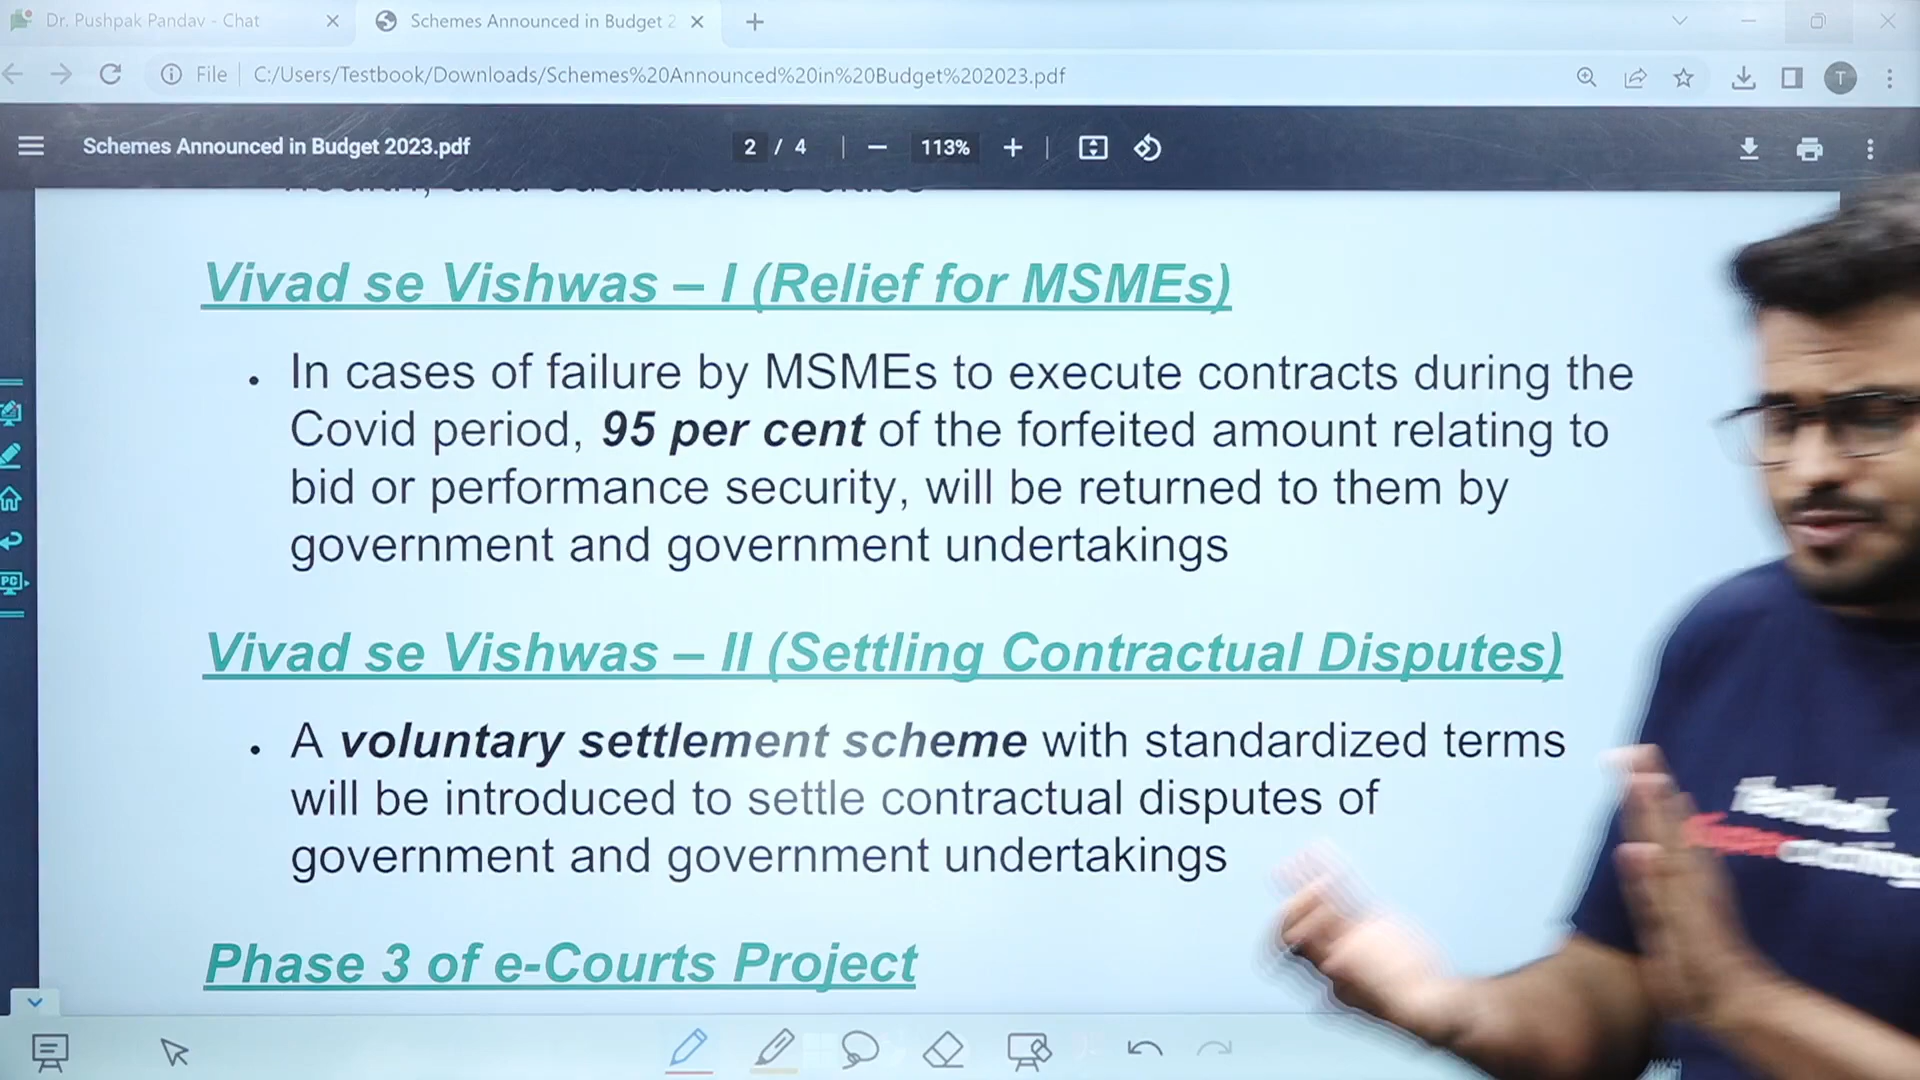 Dr. Pushpak Pandav - Chat
Schemes Announced in Budget 2
File
C:/Users/Testbook/Downloads/Schemes%20Announced%20in%20Budget%202023.pdf
T
Schemes Announced in Budget 2023.pdf
2 / 4
113%
Vivad se Vishwas – I (Relief for MSMEs)
• In cases of failure by MSMEs to execute contracts during the
Covid period, 95 per cent of the forfeited amount relating to
bid or performance security, will be returned to them by
government and government undertakings
Vivad se Vishwas – II (Settling Contractual Disputes)
• A voluntary settlement scheme with standardized terms
will be introduced to settle contractual disputes of
government and government undertakings
Phase 3 of e-Courts Project
PC